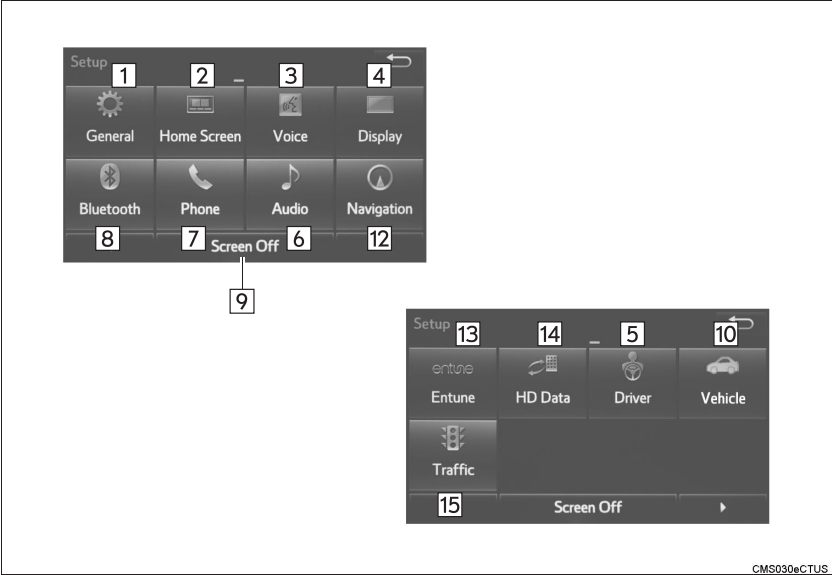 Setup
1 2 3 4
General Home Screen Voice Display
Bluetooth Phone Audio Navigation
8 7 Screen Off 6 12
9
Setup
13 14 5 10
entune
Entune HD Data Driver Vehicle
Traffic
15 Screen Off
CMS030eCTUS